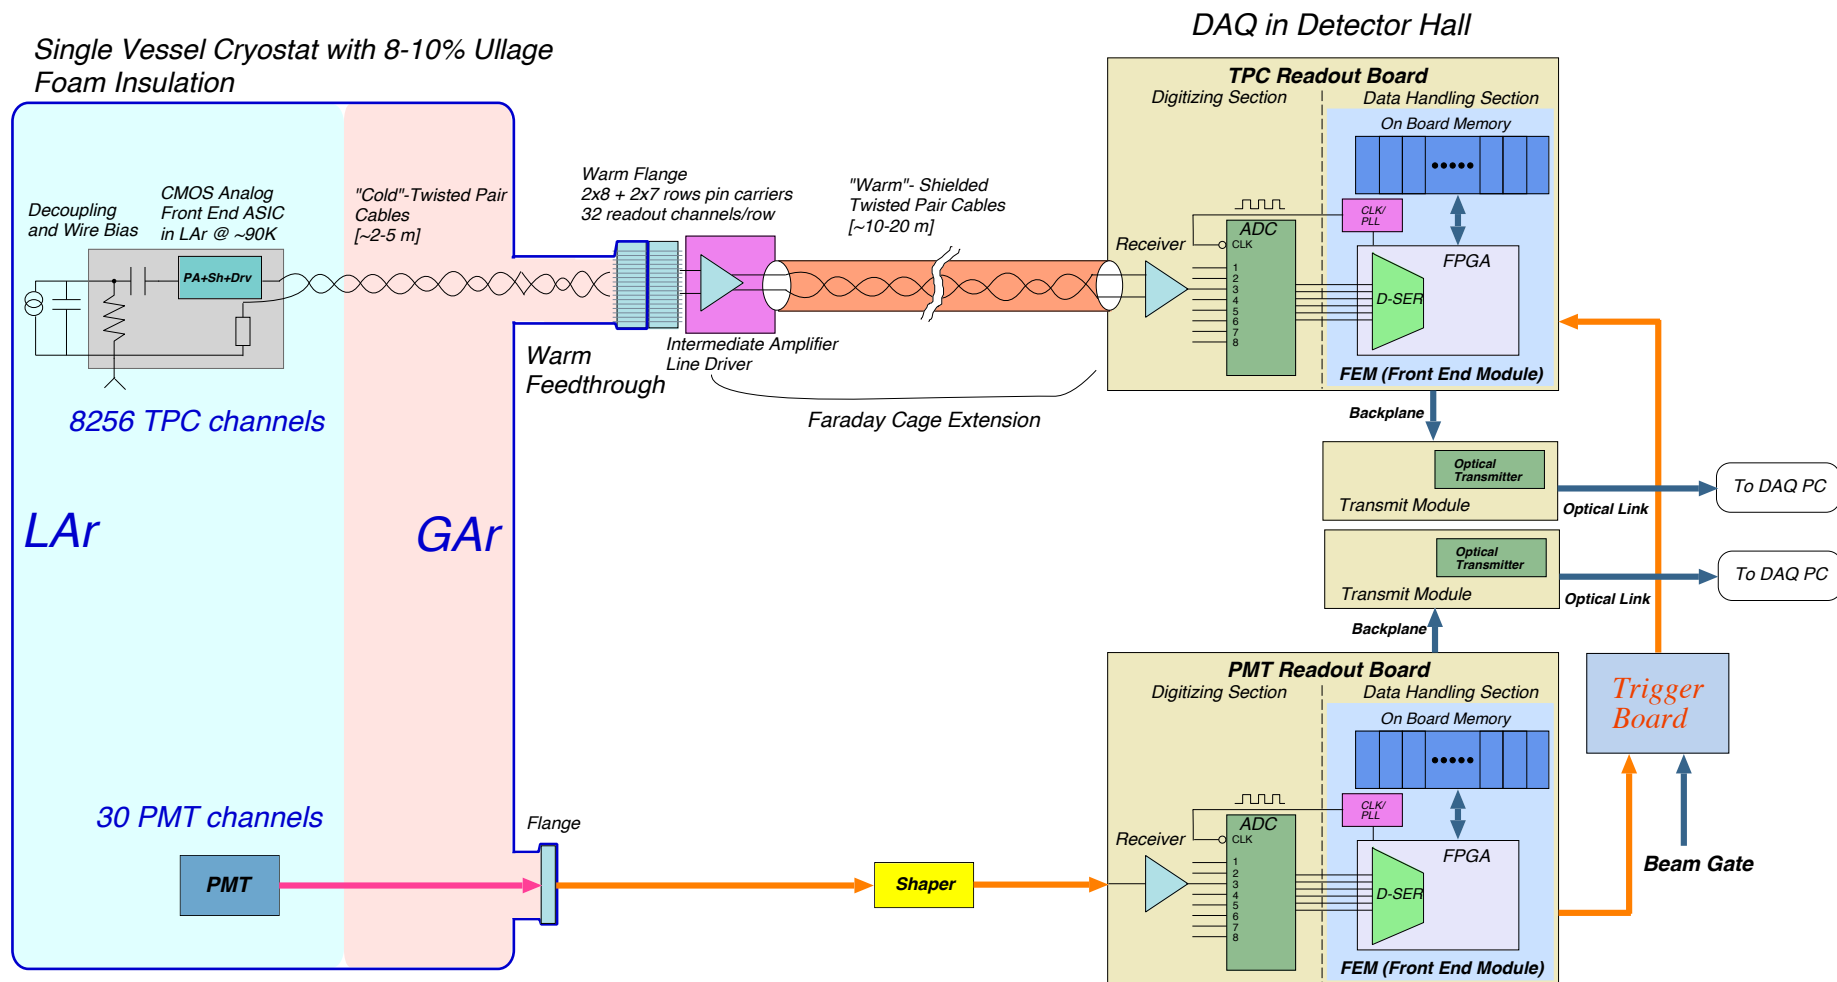 DAQ in Detector Hall
Single Vessel Cryostat with 8-10% Ullage
Foam Insulation
Decoupling
and Wire Bias
CMOS Analog
Front End ASIC
in LAr @ ~90K
PA+Sh+Drv
"Cold"-Twisted Pair
Cables
[~2-5 m]
Warm Flange
2x8 + 2x7 rows pin carriers
32 readout channels/row
"Warm"- Shielded
Twisted Pair Cables
[~10-20 m]
Intermediate Amplifier
Line Driver
Warm
Feedthrough
Faraday Cage Extension
8256 TPC channels
LAr
GAr
TPC Readout Board
Digitizing Section
Data Handling Section
On Board Memory
Receiver
ADC
CLK
1
2
3
4
5
6
7
8
CLK/
PLL
FPGA
D-SER
FEM (Front End Module)
Backplane
Optical
Transmitter
Transmit Module
Optical Link
To DAQ PC
Optical
Transmitter
Transmit Module
Optical Link
To DAQ PC
Backplane
PMT Readout Board
Digitizing Section
Data Handling Section
On Board Memory
Receiver
ADC
CLK
1
2
3
4
5
6
7
8
CLK/
PLL
FPGA
D-SER
FEM (Front End Module)
Trigger
Board
Beam Gate
30 PMT channels
PMT
Flange
Shaper